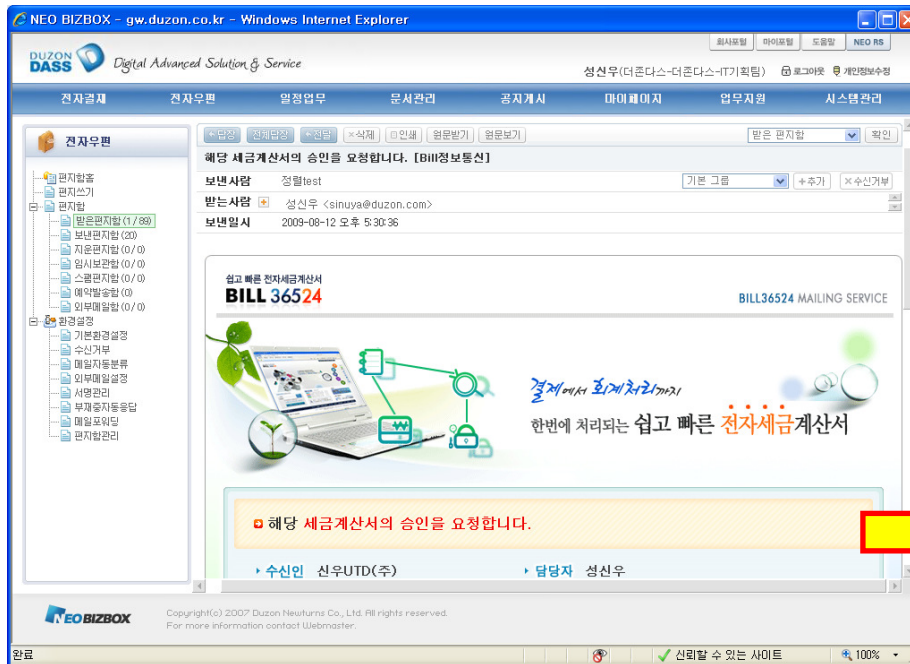 NEO BIZBOX - gw.duzon.co.kr - Windows Internet Explorer
회사포털 마이포털 도움말 NEO RS
DUZON
DASS Digital Advanced Solution & Service
성신우(더존다스-더존다스-IT기획팀) 로그아웃 개인정보수정
전자결재 전자우편 일정업무 문서관리 공지게시 마이페이지 업무지원 시스템관리
전자우편
편지함홈
편지쓰기
편지함
받은편지함(1/89)
보낸편지함(20)
지운편지함(0/0)
임시보관함(0/0)
스팸편지함(0/0)
예약발송함(0)
외부메일함(0/0)
환경설정
기본환경설정
수신거부
메일자동분류
외부메일설정
서명관리
부재중자동응답
메일포워딩
편지함관리
답장 전체답장 전달 ×삭제 인쇄 원문받기 원문보기 받은 편지함 확인
해당 세금계산서의 승인을 요청합니다. [Bill정보통신]
보낸사람 정렬test 기본 그룹 +추가 ×수신거부
받는사람 + 성신우 <sinuya@duzon.com>
보낸일시 2009-08-12 오후 5:30:36
쉽고 빠른 전자세금계산서
BILL 36524 BILL36524 MAILING SERVICE
결제에서 회계처리까지
한번에 처리되는 쉽고 빠른 전자세금계산서
해당 세금계산서의 승인을 요청합니다.
수신인 신우UTD(주) 담당자 성신우
NEO BIZBOX
Copyright(c) 2007 Duzon Newturns Co., Ltd. All rights reserved.
For more information contact Webmaster.
완료 신뢰할 수 있는 사이트 100%